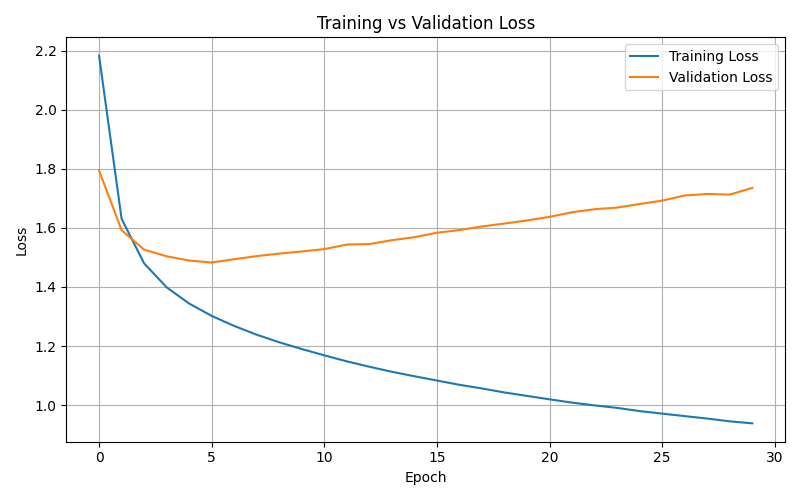 Training vs Validation Loss
Training Loss
Validation Loss
2.2
2.0
1.8
1.6
1.4
1.2
1.0
Loss
0 5 10 15 20 25 30
Epoch